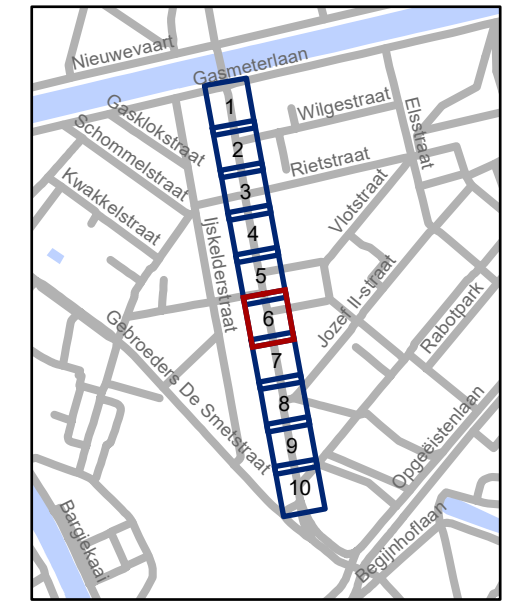 Nieuwevaart
Gasmeterlaan
Gasklokstraat
Wilgestraat
Elsstraat
Schommelstraat
Rietstraat
Kwakkelstraat
Vlotstraat
Ijskelderstraat
Jozef II-straat
Rabotpark
Gebroeders De Smetstraat
Opgeëistenlaan
Bargiekaai
Begijnhoflaan
1
2
3
4
5
6
7
8
9
10